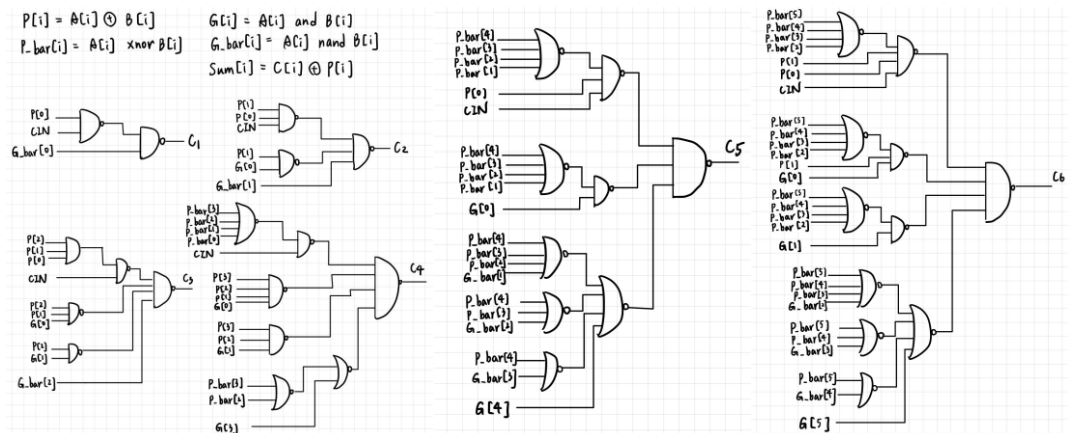 P[i] = A[i] ⊕ B[i]
P_bar[i] = A[i] xnor B[i]
G[i] = A[i] and B[i]
G_bar[i] = A[i] nand B[i]
Sum[i] = C[i] ⊕ P[i]
P[0]
CIN
G_bar[0]
C1
P[1]
P[0]
CIN
P[1]
G[0]
G_bar[1]
C2
P[2]
P[1]
P[0]
CIN
P[2]
P[1]
G[0]
P[2]
G[1]
G_bar[2]
C3
P_bar[3]
P_bar[2]
P_bar[1]
P_bar[0]
CIN
P[3]
P[2]
P[1]
G[0]
P[3]
P[2]
G[1]
P_bar[3]
P_bar[2]
G[3]
C4
P_bar[4]
P_bar[3]
P_bar[2]
P_bar[1]
P[0]
CIN
P_bar[4]
P_bar[3]
P_bar[2]
P_bar[1]
G[0]
P_bar[4]
P_bar[3]
P_bar[2]
G_bar[1]
P_bar[4]
P_bar[3]
G_bar[2]
P_bar[4]
G_bar[3]
G[4]
C5
P_bar[5]
P_bar[4]
P_bar[3]
P_bar[2]
P[1]
P[0]
CIN
P_bar[5]
P_bar[4]
P_bar[3]
P_bar[2]
P[1]
G[0]
P_bar[5]
P_bar[4]
P_bar[3]
P_bar[2]
G[1]
P_bar[5]
P_bar[4]
P_bar[3]
G_bar[2]
P_bar[5]
P_bar[4]
G_bar[3]
P_bar[5]
G_bar[4]
G[5]
C6